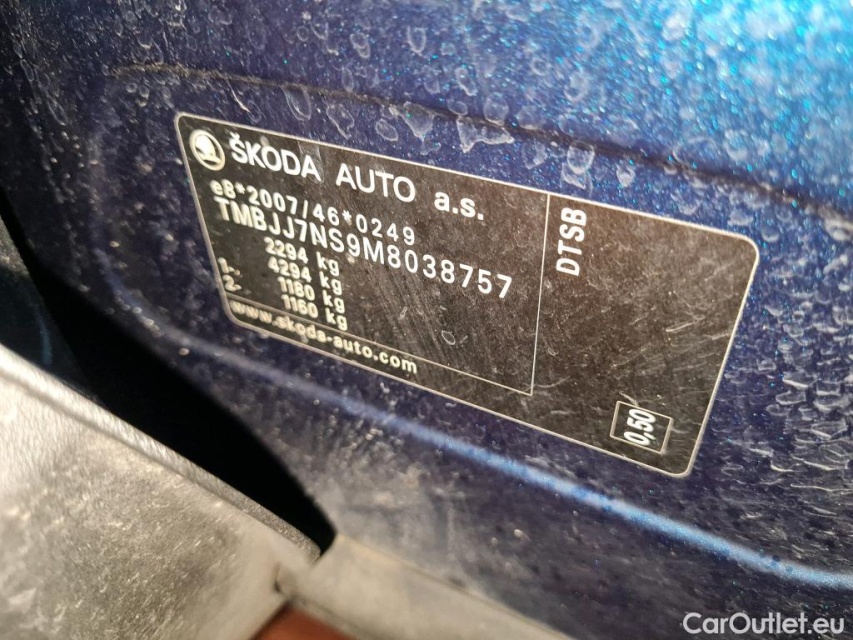 ŠKODA AUTO a.s.
e8*2007/46*0249
TMBJJ7NS9M8038757
2294 kg
4294 kg
1- 1180 kg
2- 1160 kg
www.skoda-auto.com
DTSB
0,50
CarOutlet.eu